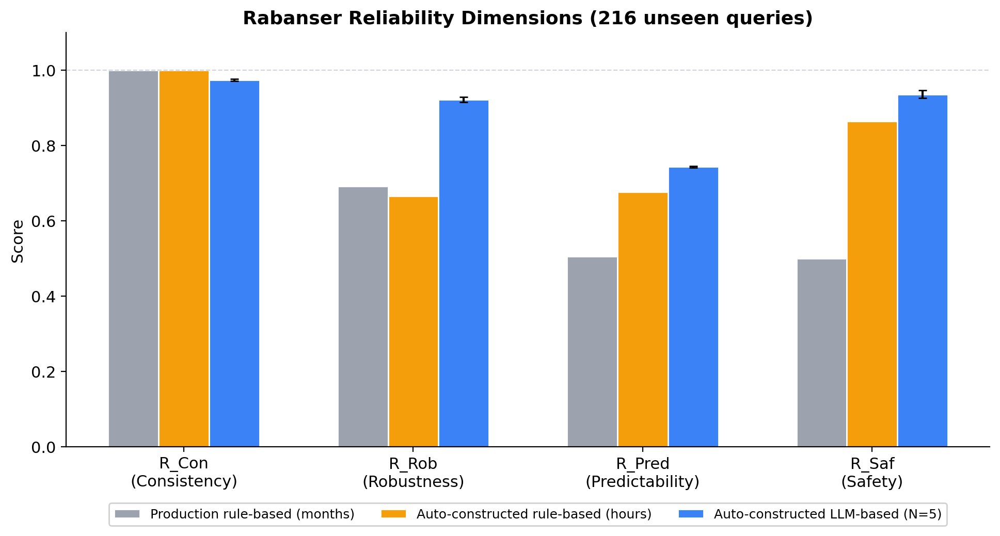 Rabanser Reliability Dimensions (216 unseen queries)
Score
1.0
0.8
0.6
0.4
0.2
0.0
R_Con
(Consistency)
R_Rob
(Robustness)
R_Pred
(Predictability)
R_Saf
(Safety)
Production rule-based (months)
Auto-constructed rule-based (hours)
Auto-constructed LLM-based (N=5)